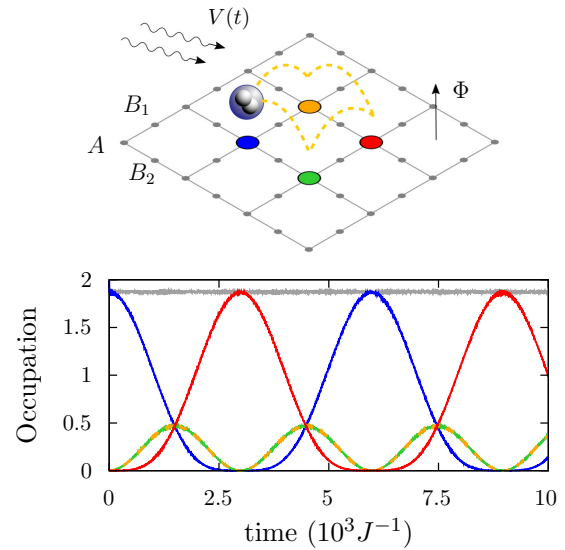 V(t)
B₁
Φ
A
B₂
2
1.5
1
0.5
0
Occupation
0
2.5
5
7.5
10
time (10³J⁻¹)